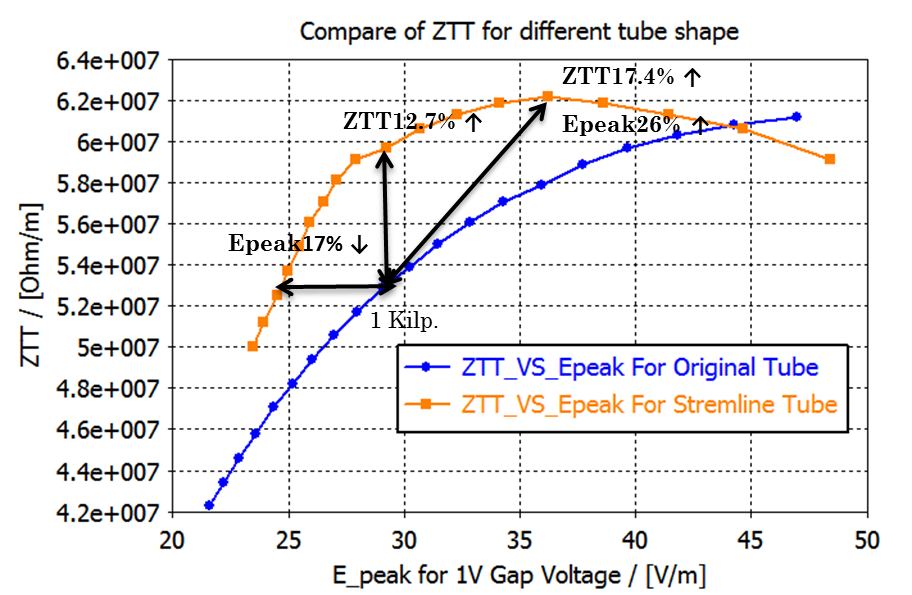 Compare of ZTT for different tube shape
6.4e+007
6.2e+007
6e+007
5.8e+007
5.6e+007
5.4e+007
5.2e+007
5e+007
4.8e+007
4.6e+007
4.4e+007
4.2e+007
ZTT / [Ohm/m]
ZTT17.4% ↑
ZTT12.7% ↑
Epeak26% ↑
Epeak17% ↓
1 Kilp.
ZTT_VS_Epeak For Original Tube
ZTT_VS_Epeak For Stremline Tube
20 25 30 35 40 45 50
E_peak for 1V Gap Voltage / [V/m]